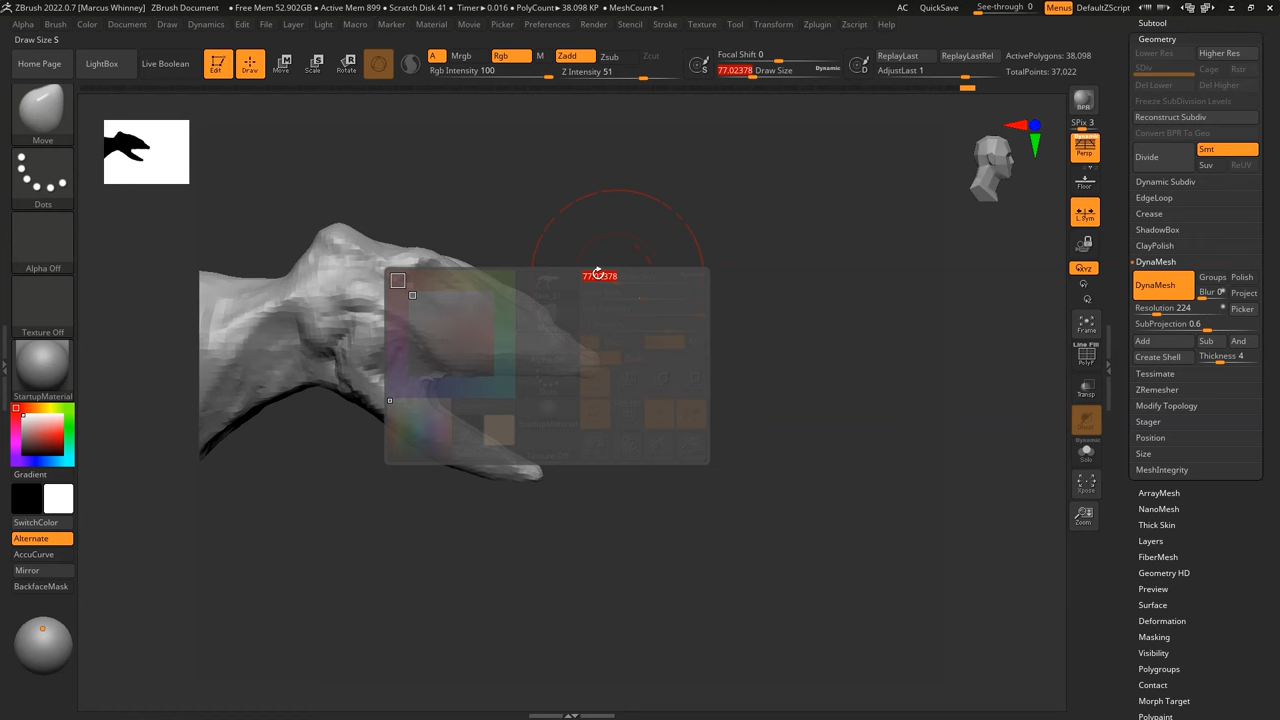 ZBrush 2022.0.7 [Marcus Whinney] ZBrush Document • Free Mem 52.902GB • Active Mem 899 • Scratch Disk 41 • Timer▸0.016 • PolyCount▸38.098 KP • MeshCount▸1
AC QuickSave See-through 0 Menus DefaultZScript
Alpha Brush Color Document Draw Dynamics Edit File Layer Light Macro Marker Material Movie Picker Preferences Render Stencil Stroke Texture Tool Transform Zplugin Zscript Help
Draw Size S
Home Page LightBox Live Boolean Edit Draw Move Scale Rotate
A Mrgb Rgb M Zadd Zsub Zcut
Rgb Intensity 100 Z Intensity 51
Focal Shift 0
77.02378 Draw Size Dynamic
S
D
ReplayLast ReplayLastRel ActivePolygons: 38,098
AdjustLast 1 TotalPoints: 37,022
Move
Dots
Alpha Off
Texture Off
StartupMaterial
Gradient
SwitchColor
Alternate
AccuCurve
Mirror
BackfaceMask
BPR
SPix 3
Dynamic
Persp
Floor
L.Sym
XYZ
Frame
Line Fill
PolyF
Transp
Dynamic
Solo
Xpose
Zoom
Subtool
Geometry
Lower Res Higher Res
SDiv Cage Rstr
Del Lower Del Higher
Freeze SubDivision Levels
Reconstruct Subdiv
Convert BPR To Geo
Divide Smt
Suv ReUV
Dynamic Subdiv
EdgeLoop
Crease
ShadowBox
ClayPolish
DynaMesh
DynaMesh Groups Polish
Blur 0 Project
Resolution 224 Picker
SubProjection 0.6
Add Sub And
Create Shell Thickness 4
Tessimate
ZRemesher
Modify Topology
Stager
Position
Size
MeshIntegrity
ArrayMesh
NanoMesh
Thick Skin
Layers
FiberMesh
Geometry HD
Preview
Surface
Deformation
Masking
Visibility
Polygroups
Contact
Morph Target
Polypaint